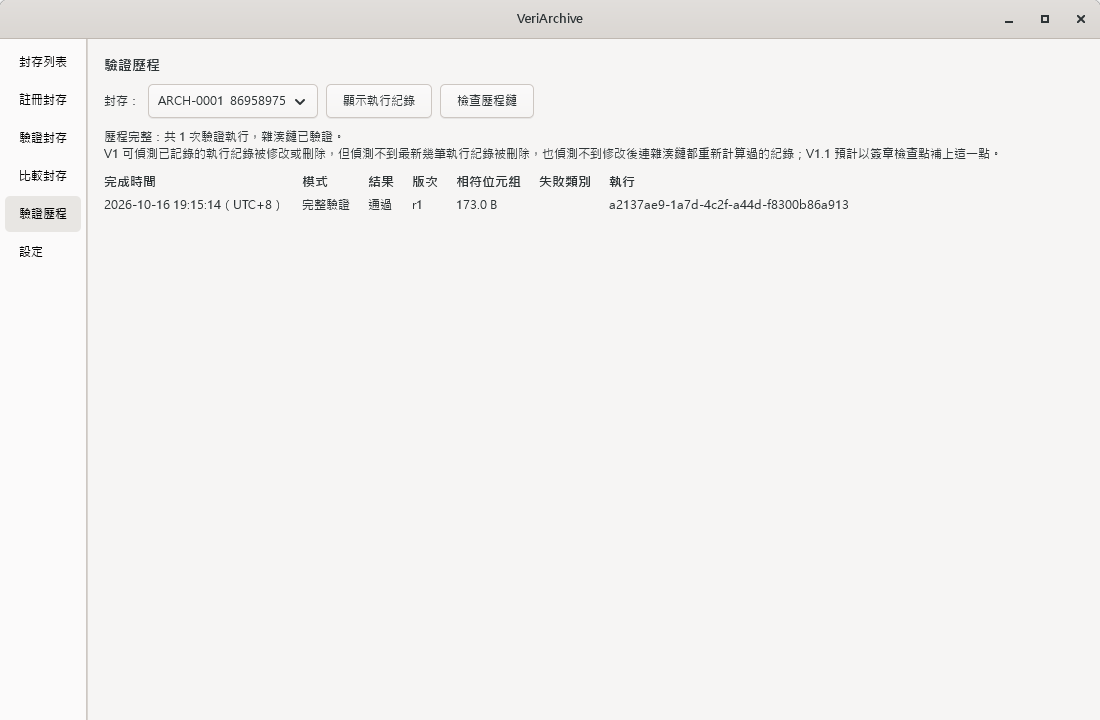 VeriArchive
封存列表
註冊封存
驗證封存
比較封存
驗證歷程
設定
驗證歷程
封存： ARCH-0001 86958975 顯示執行紀錄 檢查歷程鏈
歷程完整：共 1 次驗證執行，雜湊鏈已驗證。
V1 可偵測已記錄的執行紀錄被修改或刪除，但偵測不到最新幾筆執行紀錄被刪除，也偵測不到修改後連雜湊鏈都重新計算過的紀錄；V1.1 預計以簽章檢查點補上這一點。
完成時間 模式 結果 版次 相符位元組 失敗類別 執行
2026-10-16 19:15:14（UTC+8） 完整驗證 通過 r1 173.0 B a2137ae9-1a7d-4c2f-a44d-f8300b86a913